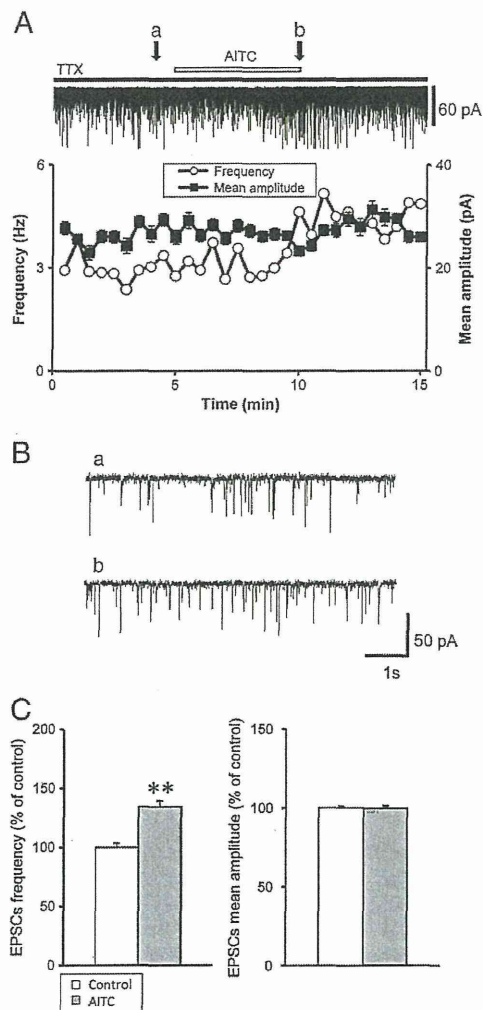 A
a
b
AITC
TTX
60 pA
6
40
Frequency
Mean amplitude
Frequency (Hz)
3
20
Mean amplitude (pA)
0
0
0
5
10
15
Time (min)
B
a
b
50 pA
1s
C
EPSCs frequency (% of control)
200
150
100
50
0
**
Control
AITC
EPSCs mean amplitude (% of control)
150
100
50
0